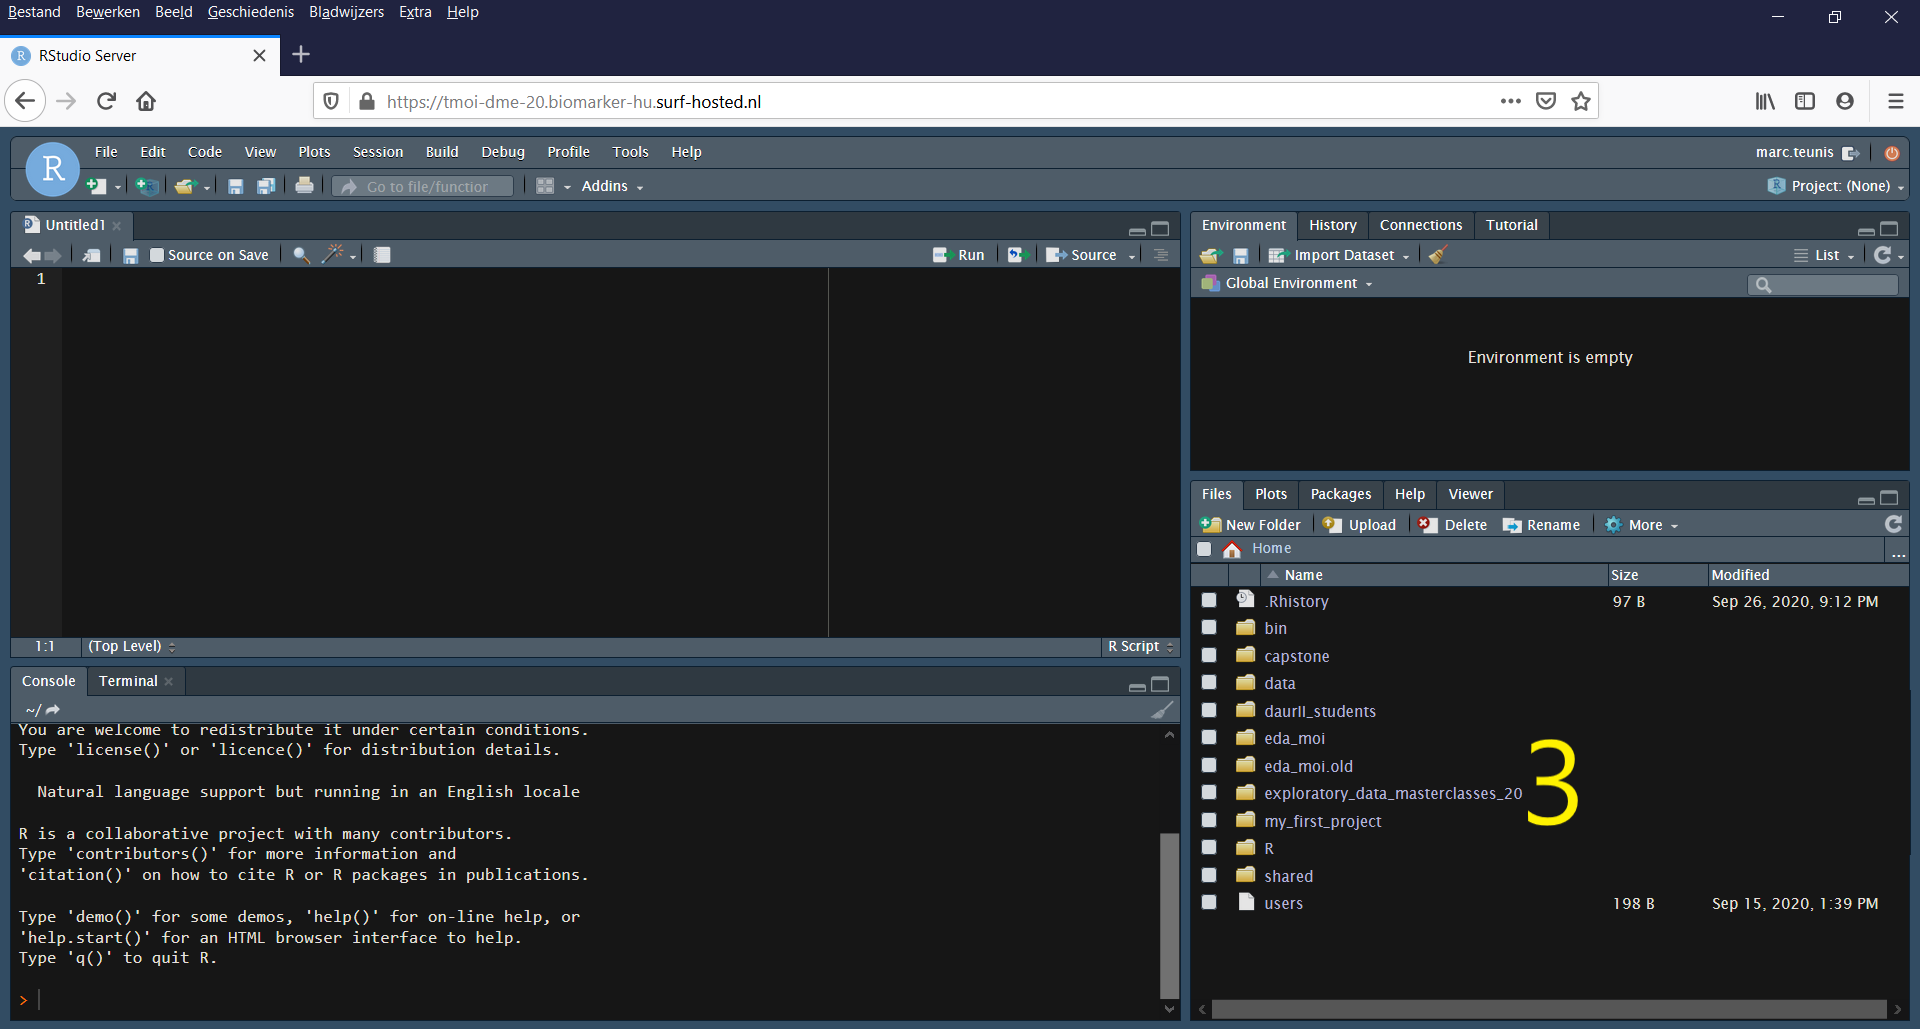 Bestand Bewerken Beeld Geschiedenis Bladwijzers Extra Help
R RStudio Server
https://tmoi-dme-20.biomarker-hu.surf-hosted.nl
R File Edit Code View Plots Session Build Debug Profile Tools Help marc.teunis
Go to file/functior Addins Project: (None)
Untitled1
Source on Save Run Source
1
1:1 (Top Level) R Script
Console Terminal
~/
You are welcome to redistribute it under certain conditions.
Type 'license()' or 'licence()' for distribution details.
Natural language support but running in an English locale
R is a collaborative project with many contributors.
Type 'contributors()' for more information and
'citation()' on how to cite R or R packages in publications.
Type 'demo()' for some demos, 'help()' for on-line help, or
'help.start()' for an HTML browser interface to help.
Type 'q()' to quit R.
>
Environment History Connections Tutorial
Import Dataset List
Global Environment
Environment is empty
Files Plots Packages Help Viewer
New Folder Upload Delete Rename More
Home ...
Name Size Modified
.Rhistory 97 B Sep 26, 2020, 9:12 PM
bin
capstone
data
daurII_students
eda_moi
eda_moi.old
exploratory_data_masterclasses_20
3
my_first_project
R
shared
users 198 B Sep 15, 2020, 1:39 PM